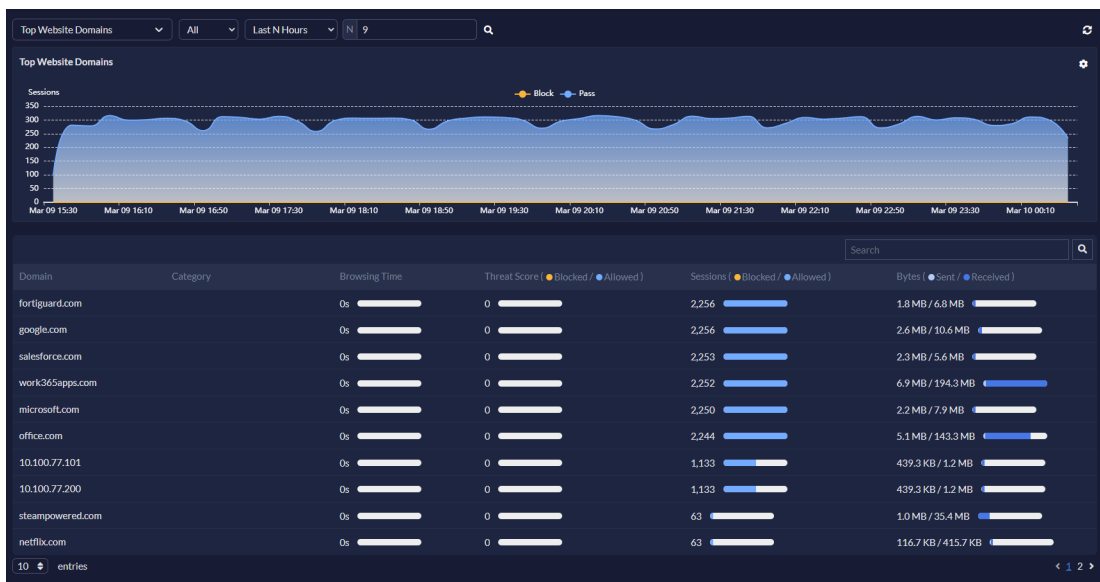 Top Website Domains All Last N Hours N 9
Top Website Domains
Sessions Block Pass
350
300
250
200
150
100
50
0
Mar 09 15:30 Mar 09 16:10 Mar 09 16:50 Mar 09 17:30 Mar 09 18:10 Mar 09 18:50 Mar 09 19:30 Mar 09 20:10 Mar 09 20:50 Mar 09 21:30 Mar 09 22:10 Mar 09 22:50 Mar 09 23:30 Mar 10 00:10
Search
Domain Category Browsing Time Threat Score ( Blocked / Allowed ) Sessions ( Blocked / Allowed ) Bytes ( Sent / Received )
fortiguard.com 0s 0 2,256 1.8 MB / 6.8 MB
google.com 0s 0 2,256 2.6 MB / 10.6 MB
salesforce.com 0s 0 2,253 2.3 MB / 5.6 MB
work365apps.com 0s 0 2,252 6.9 MB / 194.3 MB
microsoft.com 0s 0 2,250 2.2 MB / 7.9 MB
office.com 0s 0 2,244 5.1 MB / 143.3 MB
10.100.77.101 0s 0 1,133 439.3 KB / 1.2 MB
10.100.77.200 0s 0 1,133 439.3 KB / 1.2 MB
steampowered.com 0s 0 63 1.0 MB / 35.4 MB
netflix.com 0s 0 63 116.7 KB / 415.7 KB
10 entries < 1 2 >